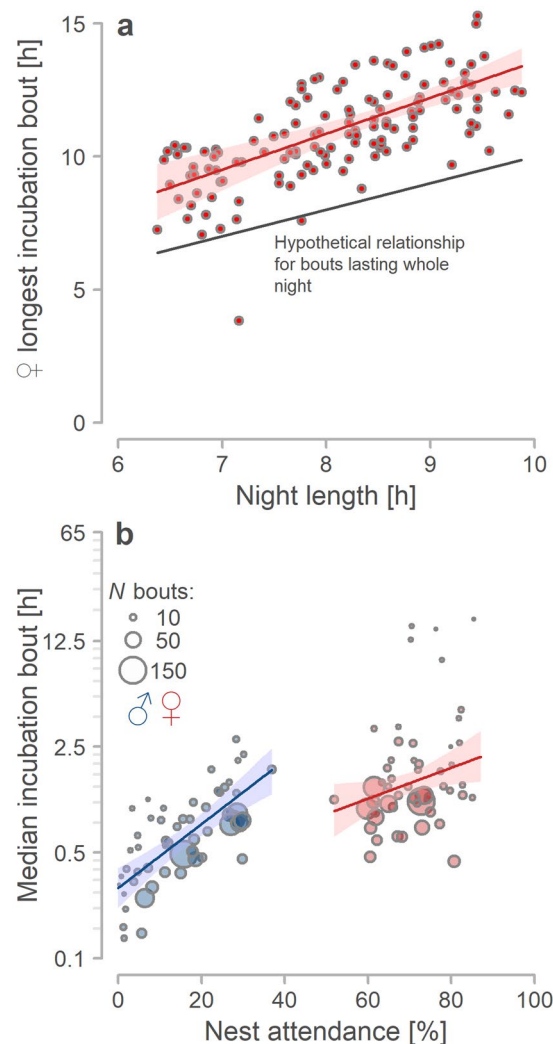 a
15
10
5
0
♀ longest incubation bout [h]
Hypothetical relationship
for bouts lasting whole
night
6 7 8 9 10
Night length [h]
b
65
12.5
2.5
0.5
0.1
Median incubation bout [h]
N bouts:
10
50
150
♂ ♀
0 20 40 60 80 100
Nest attendance [%]